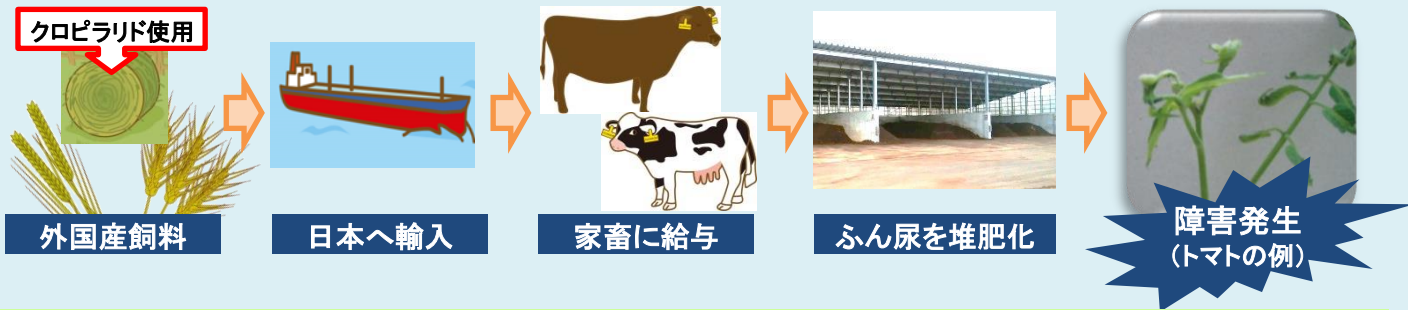 クロピラリド使用
外国産飼料
日本へ輸入
家畜に給与
ふん尿を堆肥化
障害発生
（トマトの例）